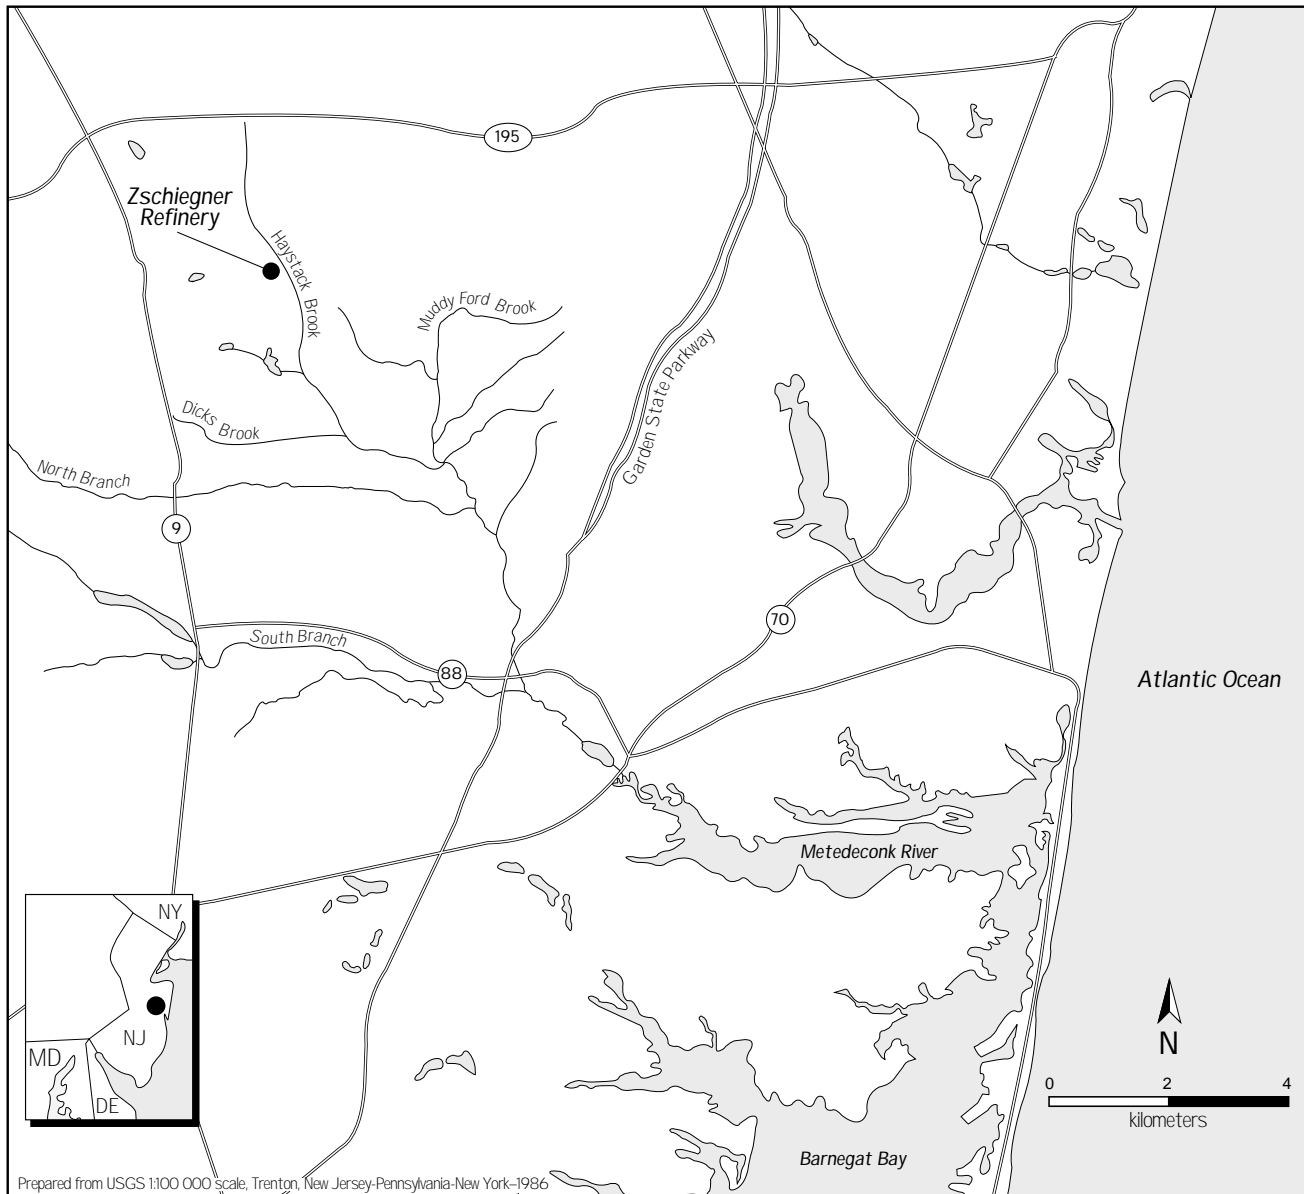 195
Zschiegner
Refinery
Haystack Brook
Muddy Ford Brook
Garden State Parkway
Dicks Brook
North Branch
9
South Branch
88
70
Atlantic Ocean
Metedeconk River
NY
NJ
MD
DE
N
0 2 4
kilometers
Barnegat Bay
Prepared from USGS 1:100 000 scale, Trenton, New Jersey-Pennsylvania-New York–1986